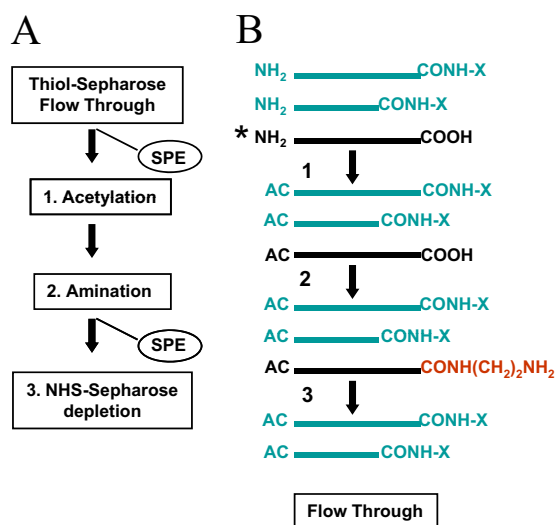 A
Thiol-Sepharose
Flow Through
SPE
1. Acetylation
2. Amination
SPE
3. NHS-Sepharose
depletion
B
NH₂ CONH-X
NH₂ CONH-X
* NH₂ COOH
1
AC CONH-X
AC CONH-X
AC COOH
2
AC CONH-X
AC CONH-X
AC CONH(CH₂)₂NH₂
3
AC CONH-X
AC CONH-X
Flow Through